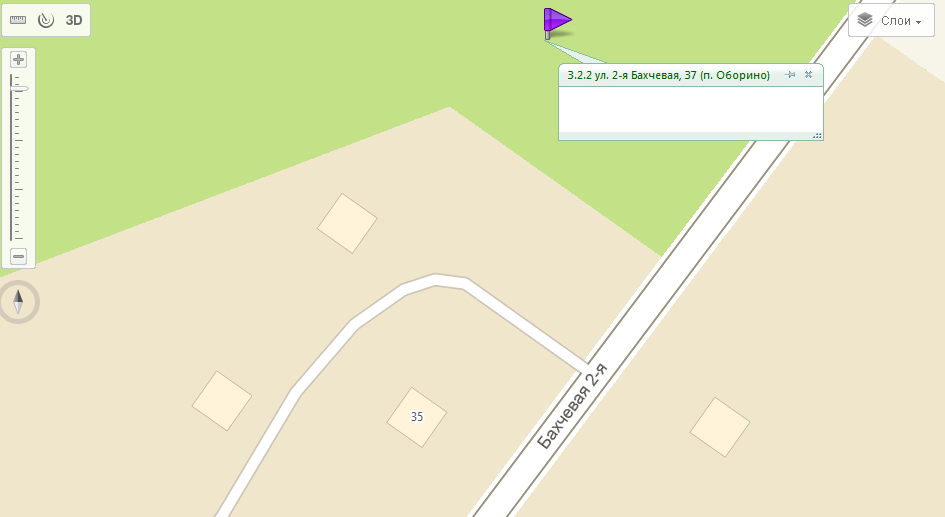 3D
Слои
3.2.2 ул. 2-я Бахчевая, 37 (п. Оборино)
35
Бахчевая 2-я